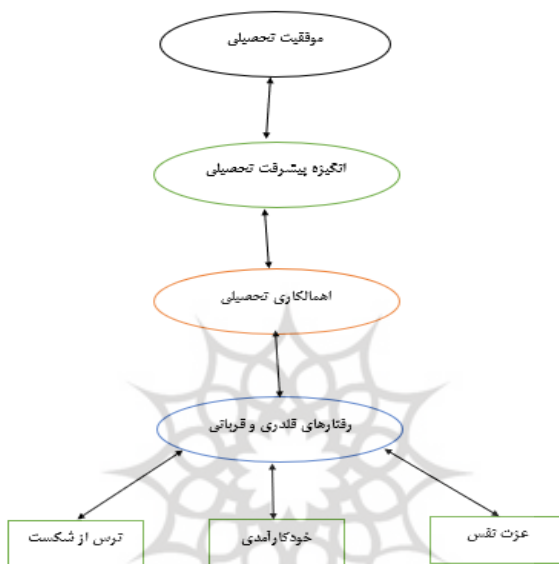 موفقیت تحصیلی
انگیزه پیشرفت تحصیلی
اهمالکاری تحصیلی
رفتارهای قلدری و قربانی
عزت نفس
خودکارآمدی
ترس از شکست